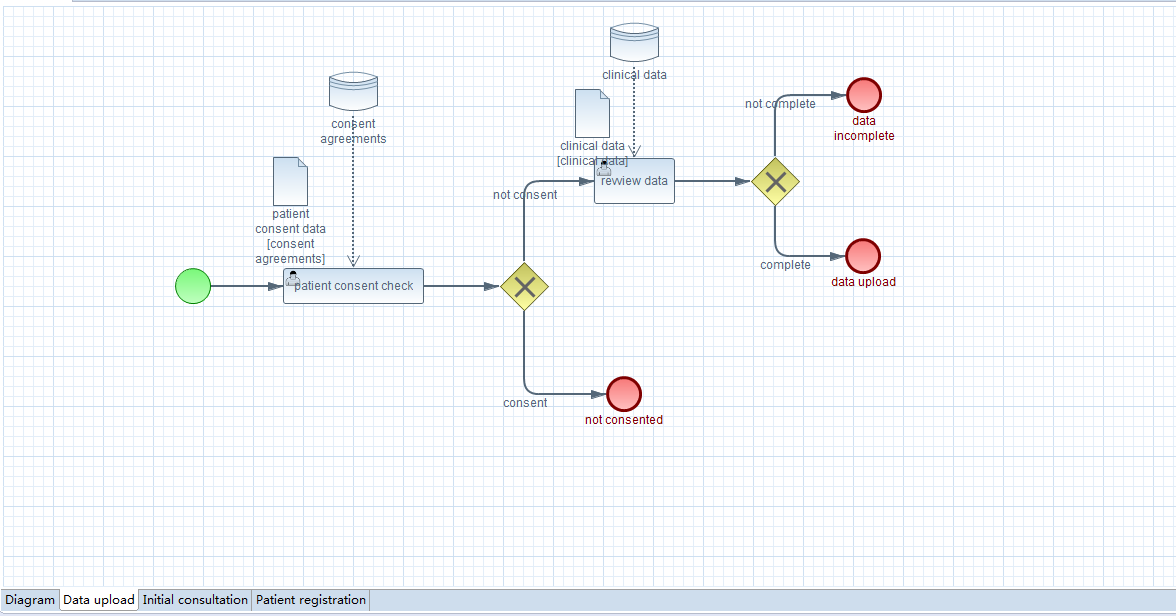 clinical data
not complete
data
incomplete
consent
agreements
clinical data
[clinical data]
review data
not consent
patient
consent data
[consent
agreements]
complete
data upload
patient consent check
consent
not consented
Diagram
Data upload
Initial consultation
Patient registration